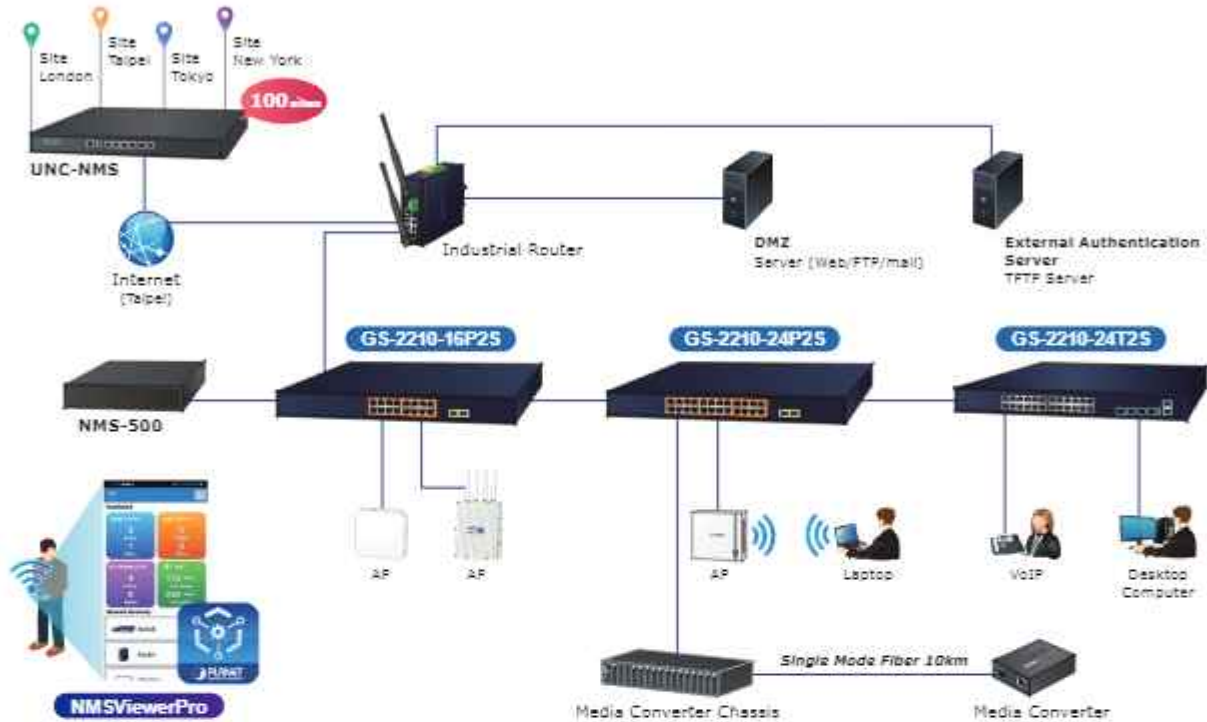 Site
London
Site
Taipei
Site
Tokyo
Site
New York
100
UNC-NMS
Internet
(Taipei)
Industrial Router
DMZ
Server (Web/FTP/mail)
External Authentication
Server
TFTP Server
GS-2210-16P2S
GS-2210-24P2S
GS-2210-24T2S
NMS-500
AP
AP
AP
Laptop
VoIP
Desktop
Computer
PLANET
NMSViewerPro
Single Mode Fiber 10km
Media Converter Chassis
Media Converter